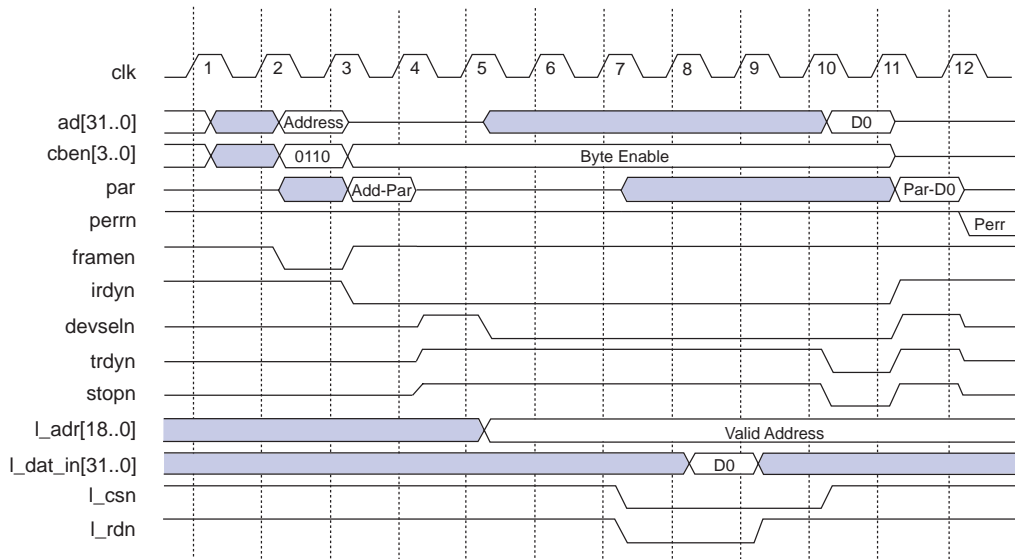 clk 1 2 3 4 5 6 7 8 9 10 11 12
ad[31..0] Address D0
cben[3..0] 0110 Byte Enable
par Add-Par Par-D0
perrn Perr
framen
irdyn
devseln
trdyn
stopn
l_adr[18..0] Valid Address
l_dat_in[31..0] D0
l_csn
l_rdn